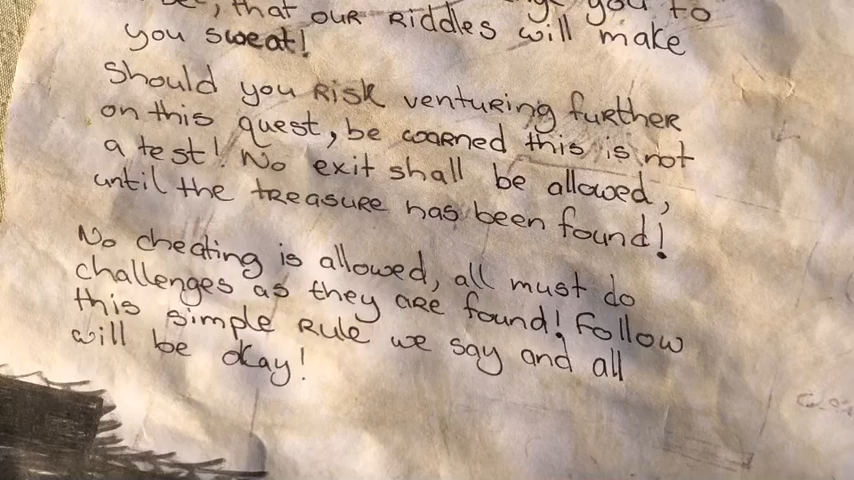 that our riddles will make
you sweat!
Should you risk venturing further
on this quest, be warned this is not
a test! No exit shall be allowed,
until the treasure has been found!
No cheating is allowed, all must do
challenges as they are found! Follow
this simple rule we say and all
will be okay!